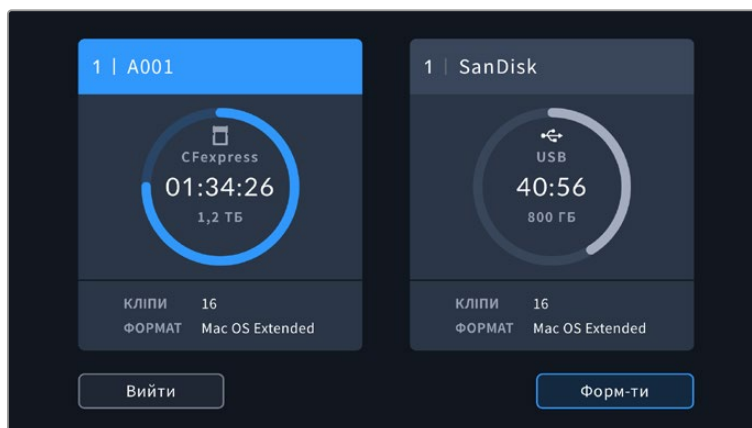 1 | A001
CFexpress
01:34:26
1,2 ТБ
КЛІПИ 16
ФОРМАТ Mac OS Extended
1 | SanDisk
USB
40:56
800 ГБ
КЛІПИ 16
ФОРМАТ Mac OS Extended
Вийти
Форм-ти